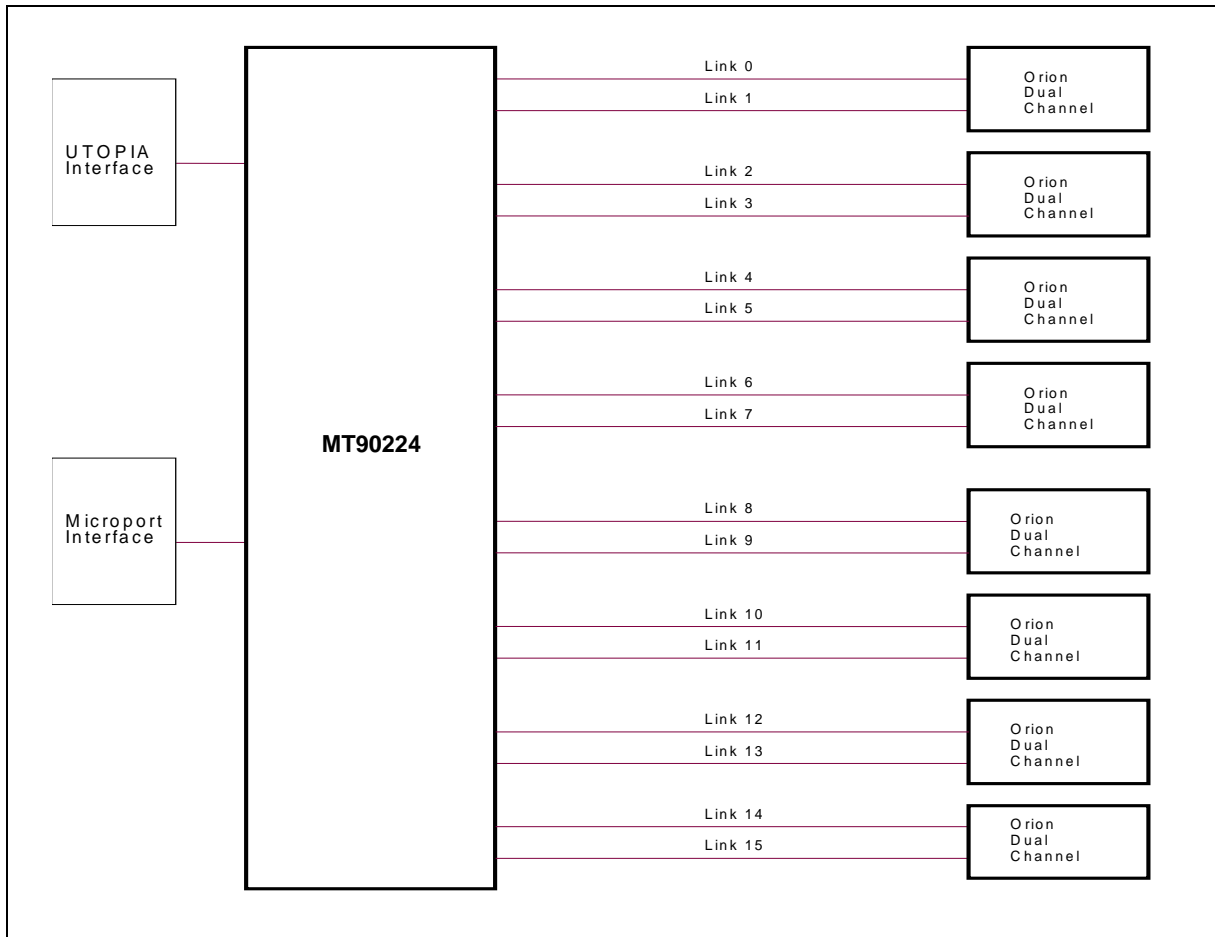 UTOPIA
Interface
Microport
Interface
MT90224
Link 0
Link 1
Orion
Dual
Channel
Link 2
Link 3
Orion
Dual
Channel
Link 4
Link 5
Orion
Dual
Channel
Link 6
Link 7
Orion
Dual
Channel
Link 8
Link 9
Orion
Dual
Channel
Link 10
Link 11
Orion
Dual
Channel
Link 12
Link 13
Orion
Dual
Channel
Link 14
Link 15
Orion
Dual
Channel